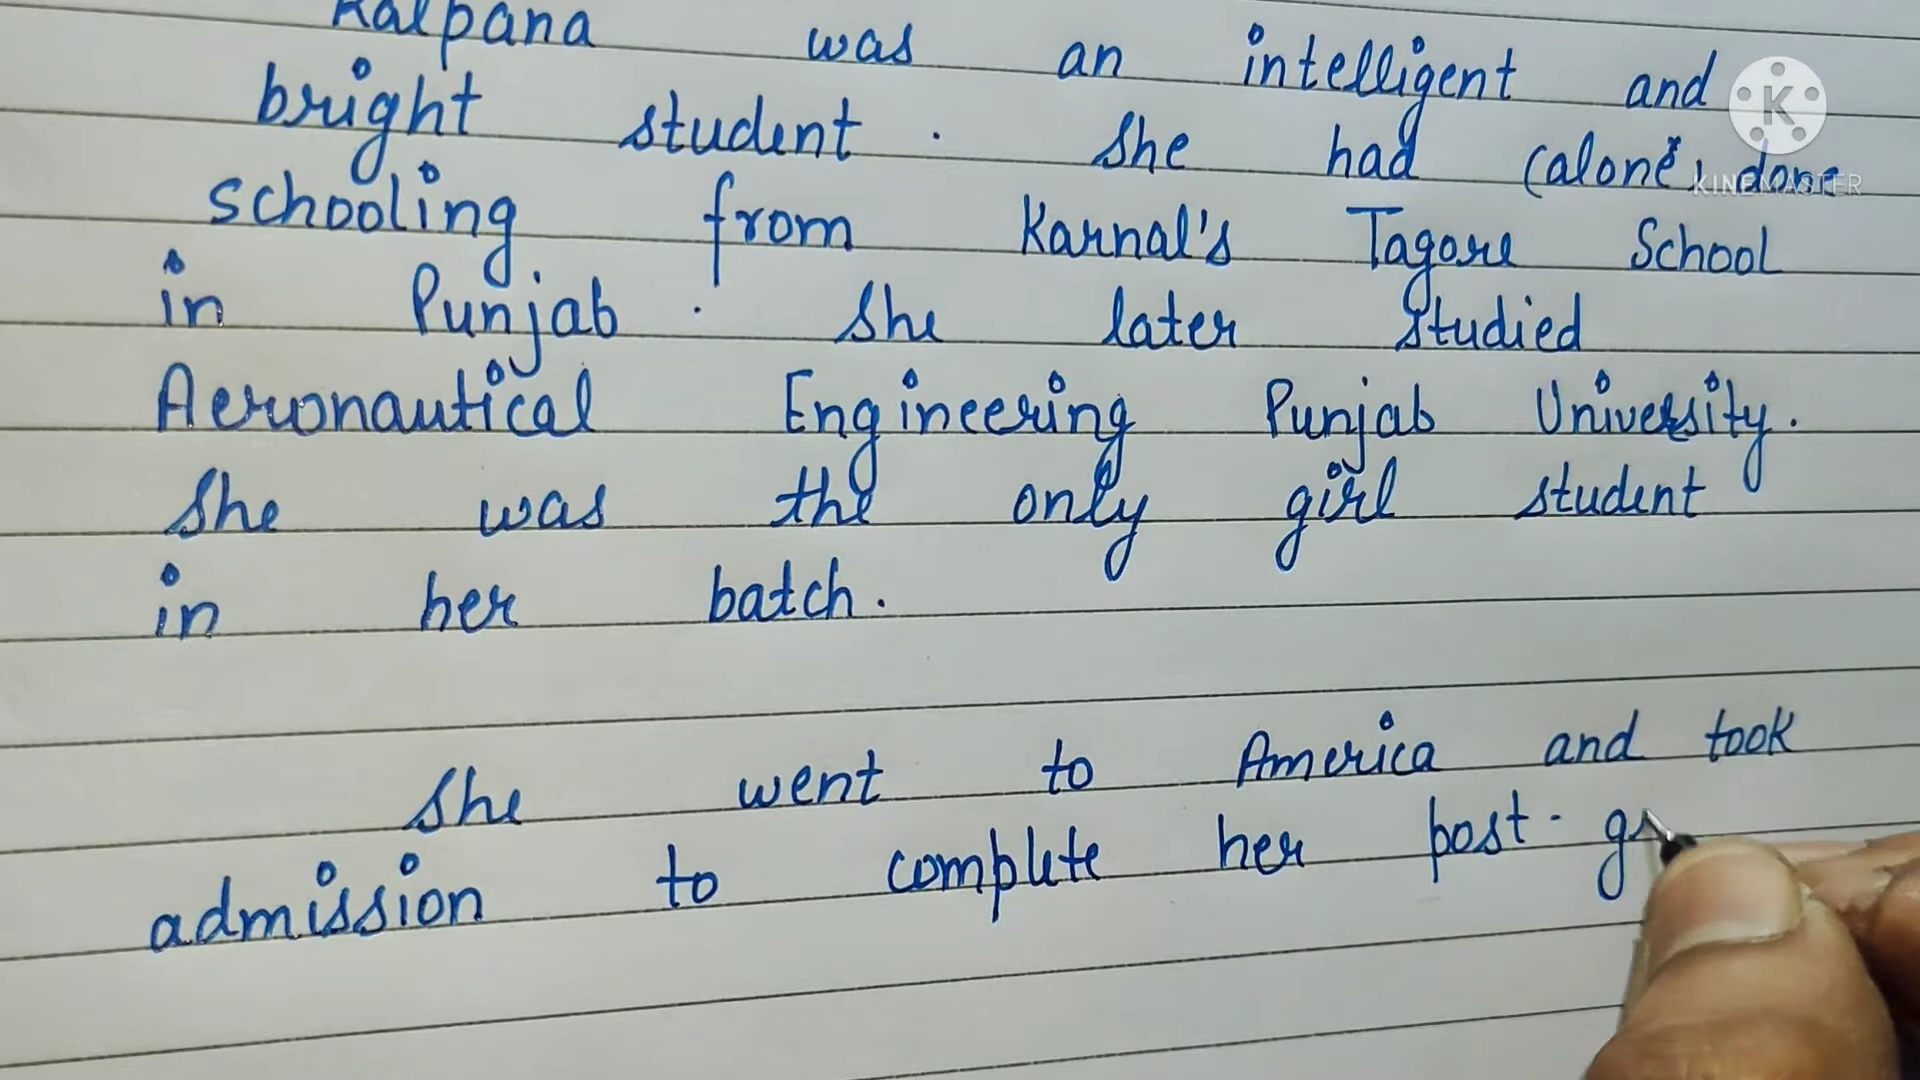 Kalpana was an intelligent and
bright student. She had (alone, done
schooling from Karnal's Tagore School
in Punjab. She later studied
Aeronautical Engineering Punjab University.
She was the only girl student
in her batch.
She went to America and took
admission to complete her post-gr
K
KINEMASTER